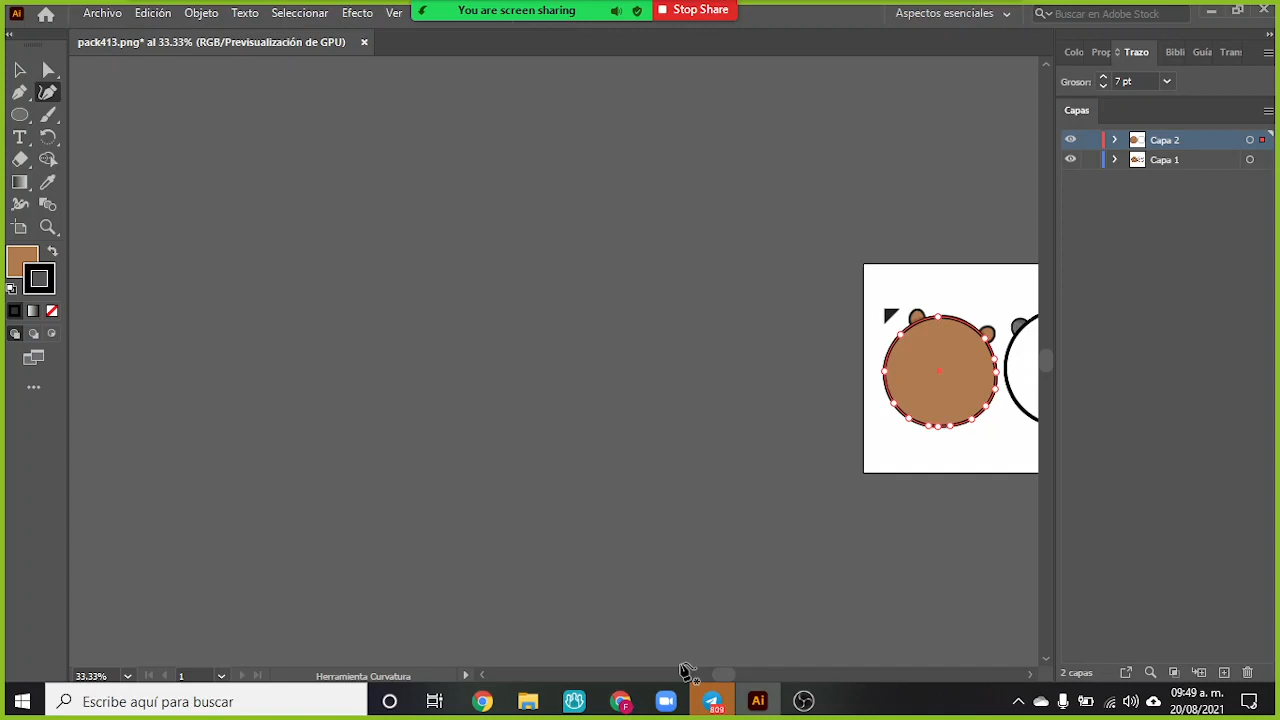 You are screen sharing
Stop Share
Ai
Archivo Edición Objeto Texto Seleccionar Efecto Ver
Aspectos esenciales
Buscar en Adobe Stock
pack413.png* al 33.33% (RGB/Previsualización de GPU)
Colo Prop Trazo Bibli Guía Trans
Grosor: 7 pt
Capas
Capa 2
Capa 1
T
33.33% 1 Herramienta Curvatura
2 capas
Escribe aquí para buscar
F
809
Ai
09:49 a. m.
20/08/2021